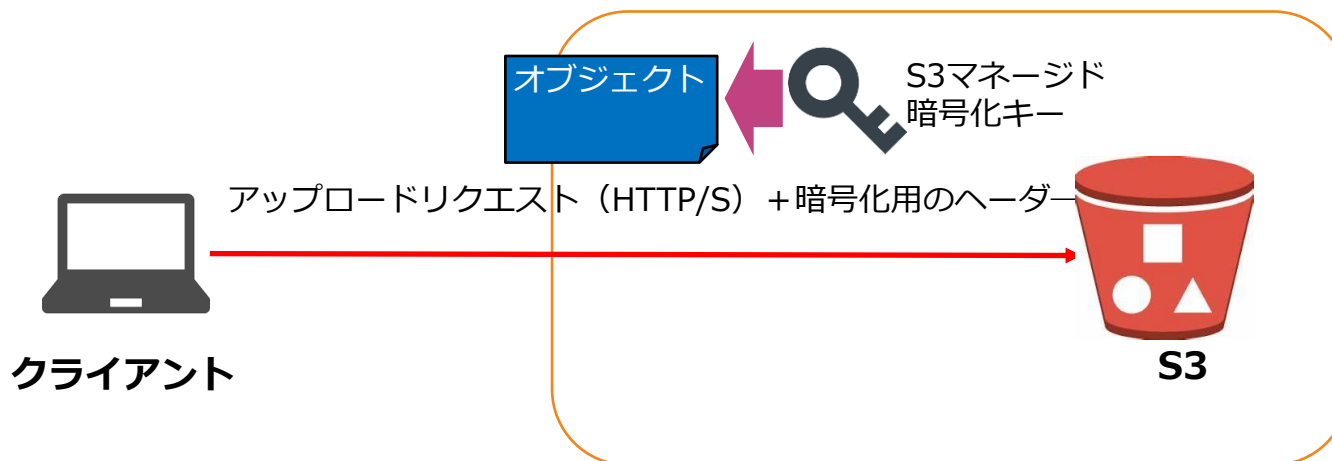 オブジェクト
S3マネージド
暗号化キー
アップロードリクエスト（HTTP/S）＋暗号化用のヘーダー
クライアント
S3